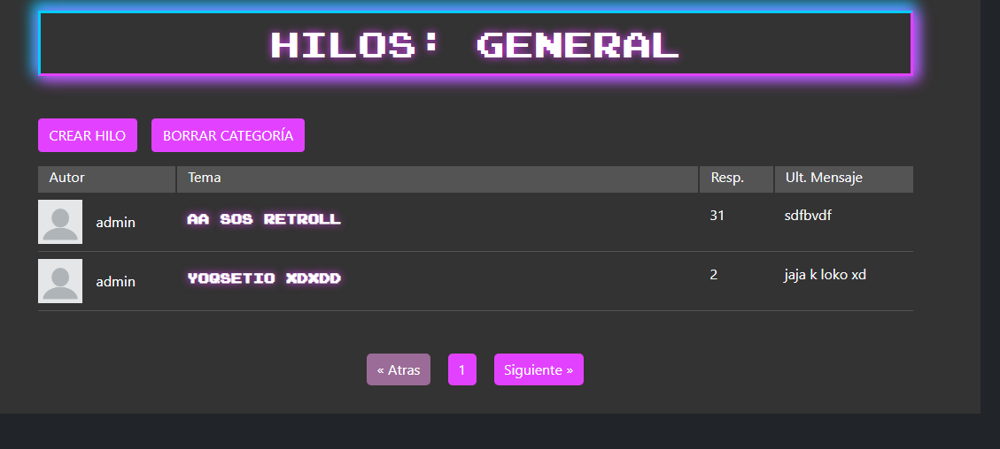 HILOS: GENERAL
CREAR HILO BORRAR CATEGORÍA
Autor Tema Resp. Ult. Mensaje
admin AA SOS RETROLL 31 sdfbvdf
admin YOQSETIO XDXDD 2 jaja k loko xd
« Atras 1 Siguiente »